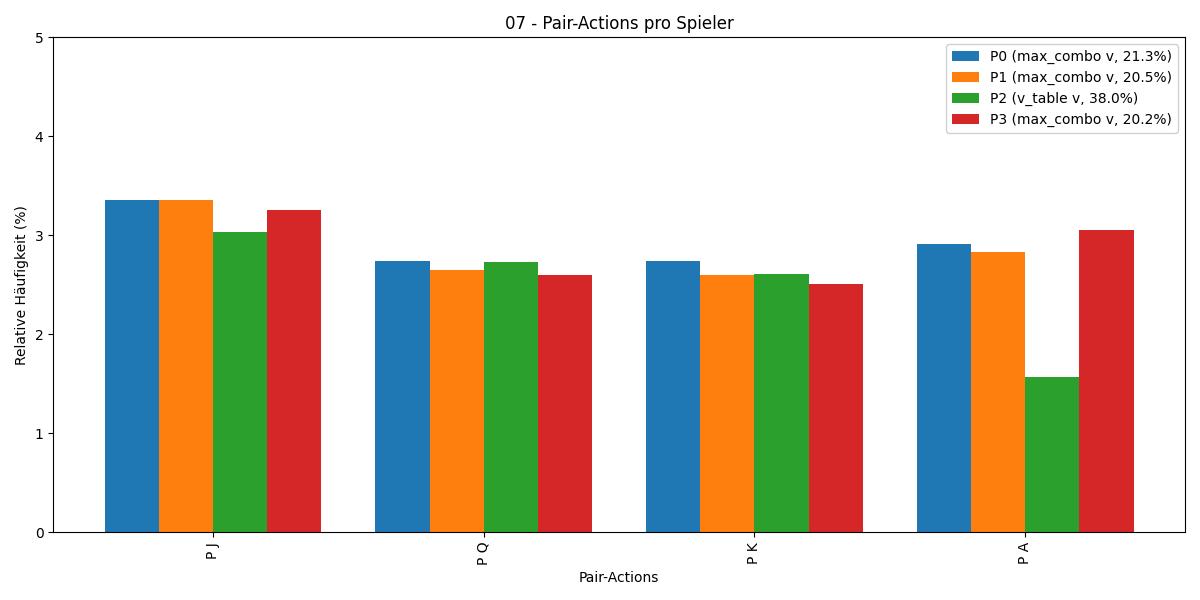 07 - Pair-Actions pro Spieler
P0 (max_combo v, 21.3%)
P1 (max_combo v, 20.5%)
P2 (v_table v, 38.0%)
P3 (max_combo v, 20.2%)
Relative Häufigkeit (%)
5
4
3
2
1
0
P J
P Q
P K
P A
Pair-Actions